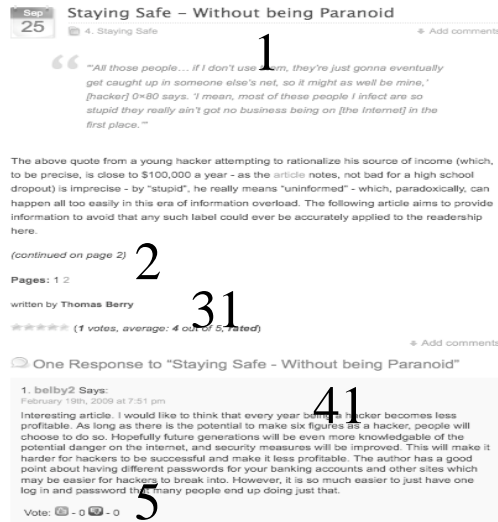 Sep
25
Staying Safe – Without being Paranoid
4. Staying Safe
Add comments
1
"'All those people... if I don't use them, they're just gonna eventually
get caught up in someone else's net, so it might as well be mine,'
[hacker] 0×80 says. 'I mean, most of these people I infect are so
stupid they really ain't got no business being on [the Internet] in the
first place.'"
The above quote from a young hacker attempting to rationalize his source of income (which,
to be precise, is close to $100,000 a year - as the article notes, not bad for a high school
dropout) is imprecise - by "stupid", he really means "uninformed" - which, paradoxically, can
happen all too easily in this era of information overload. The following article aims to provide
information to avoid that any such label could ever be accurately applied to the readership
here.
(continued on page 2)
2
Pages: 1 2
written by Thomas Berry
31
(1 votes, average: 4 out of 5, rated)
Add comments
One Response to "Staying Safe - Without being Paranoid"
1. belby2 Says:
February 19th, 2009 at 7:51 pm
41
Interesting article. I would like to think that every year being a hacker becomes less
profitable. As long as there is the potential to make six figures as a hacker, people will
choose to do so. Hopefully future generations will be even more knowledgable of the
potential danger on the internet, and security measures will be improved. This will make it
harder for hackers to be successful and make it less profitable. The author has a good
point about having different passwords for your banking accounts and other sites which
may be easier for hackers to break into. However, it is so much easier to just have one
log in and password that many people end up doing just that.
5
Vote: - 0 - 0